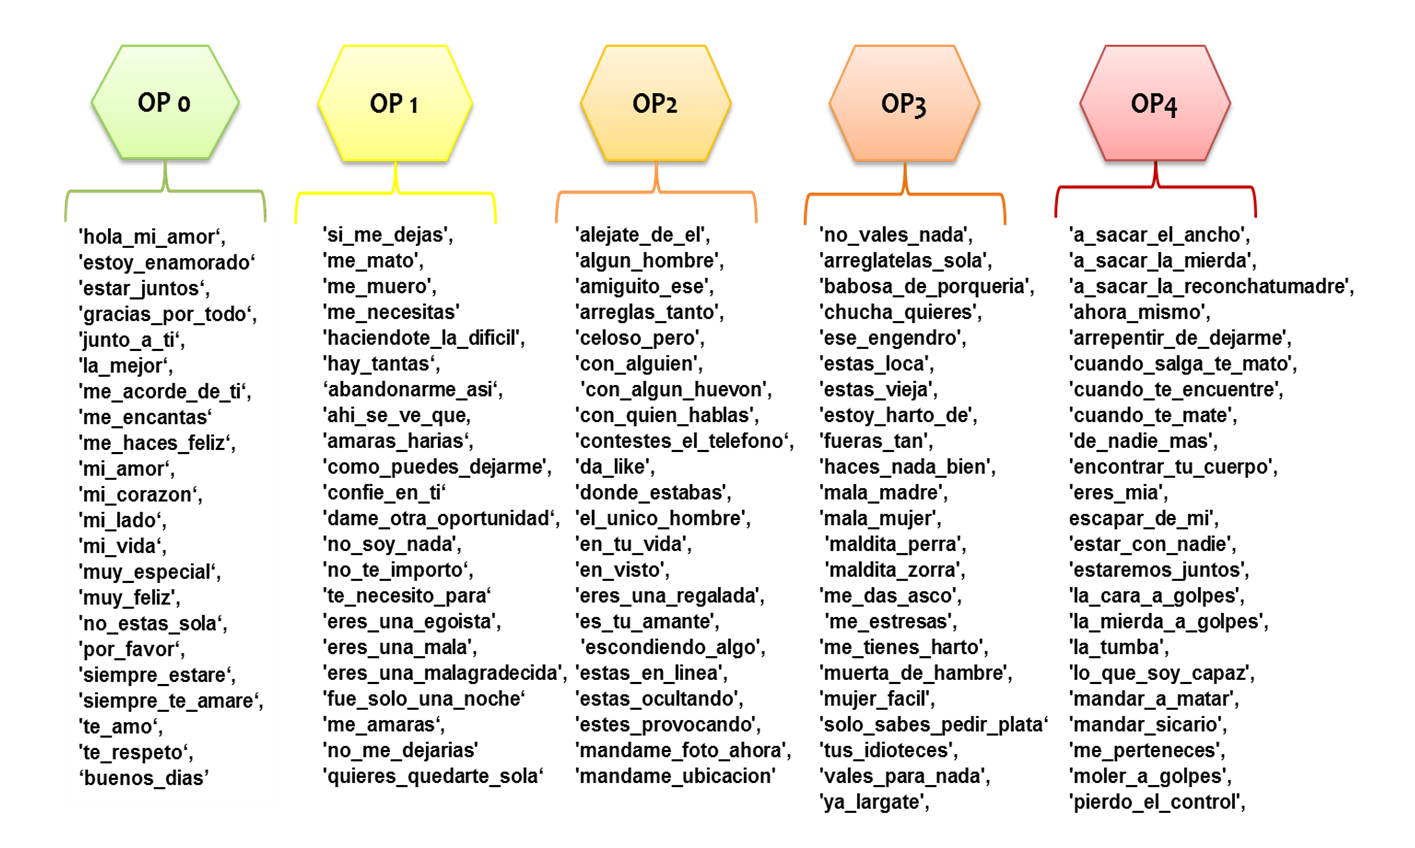 OP 0
'hola_mi_amor‘,
'estoy_enamorado‘
'estar_juntos‘,
'gracias_por_todo‘,
'junto_a_ti‘,
'la_mejor‘,
'me_acorde_de_ti‘,
'me_encantas‘
'me_haces_feliz‘,
'mi_amor‘,
'mi_corazon‘,
'mi_lado‘,
'mi_vida‘,
'muy_especial‘,
'muy_feliz',
'no_estas_sola‘,
'por_favor‘,
'siempre_estare‘,
'siempre_te_amare‘,
'te_amo‘,
'te_respeto‘,
‘buenos_dias’
OP 1
'si_me_dejas',
'me_mato‘,
'me_muero‘,
'me_necesitas'
'haciendote_la_dificil',
'hay_tantas‘,
‘abandonarme_asi‘,
'ahi_se_ve_que,
'amaras_harias‘,
'como_puedes_dejarme',
'confie_en_ti‘
'dame_otra_oportunidad‘,
'no_soy_nada',
'no_te_importo‘,
'te_necesito_para‘
'eres_una_egoista',
'eres_una_mala',
'eres_una_malagradecida',
'fue_solo_una_noche‘
'me_amaras‘,
'no_me_dejarias'
'quieres_quedarte_sola‘
OP2
'alejate_de_el',
'algun_hombre',
'amiguito_ese',
'arreglas_tanto',
'celoso_pero',
'con_alguien',
'con_algun_huevon',
'con_quien_hablas',
'contestes_el_telefono',
'da_like',
'donde_estabas',
'el_unico_hombre',
'en_tu_vida',
'en_visto',
'eres_una_regalada',
'es_tu_amante',
'escondiendo_algo',
'estas_en_linea',
'estas_ocultando',
'estes_provocando',
'mandame_foto_ahora',
'mandame_ubicacion'
OP3
'no_vales_nada',
'arreglatelas_sola',
'babosa_de_porqueria',
'chucha_quieres',
'ese_engendro',
'estas_loca',
'estas_vieja',
'estoy_harto_de',
'fueras_tan',
'haces_nada_bien',
'mala_madre',
'mala_mujer',
'maldita_perra',
'maldita_zorra',
'me_das_asco',
'me_estresas',
'me_tienes_harto',
'muerta_de_hambre',
'mujer_facil',
'solo_sabes_pedir_plata‘
'tus_idioteces',
'vales_para_nada',
'ya_largate',
OP4
'a_sacar_el_ancho',
'a_sacar_la_mierda',
'a_sacar_la_reconchatumadre',
'ahora_mismo',
'arrepentir_de_dejarme',
'cuando_salga_te_mato',
'cuando_te_encuentre',
'cuando_te_mate',
'de_nadie_mas',
'encontrar_tu_cuerpo',
'eres_mia',
escapar_de_mi',
'estar_con_nadie',
'estaremos_juntos',
'la_cara_a_golpes',
'la_mierda_a_golpes',
'la_tumba',
'lo_que_soy_capaz',
'mandar_a_matar',
'mandar_sicario',
'me_perteneces',
'moler_a_golpes',
'pierdo_el_control',